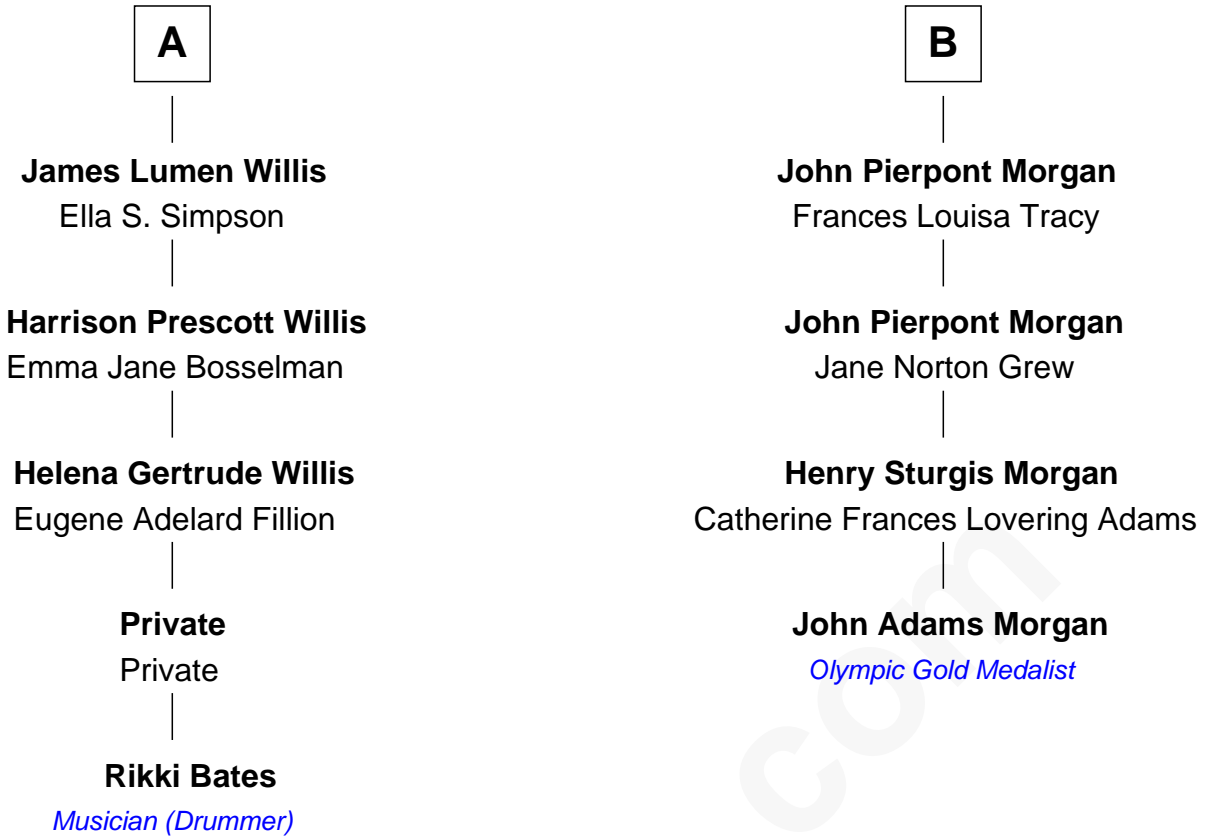 A
James Lumen Willis
Ella S. Simpson
Harrison Prescott Willis
Emma Jane Bosselman
Helena Gertrude Willis
Eugene Adelard Fillion
Private
Private
Rikki Bates
Musician (Drummer)
B
John Pierpont Morgan
Frances Louisa Tracy
John Pierpont Morgan
Jane Norton Grew
Henry Sturgis Morgan
Catherine Frances Lovering Adams
John Adams Morgan
Olympic Gold Medalist
com